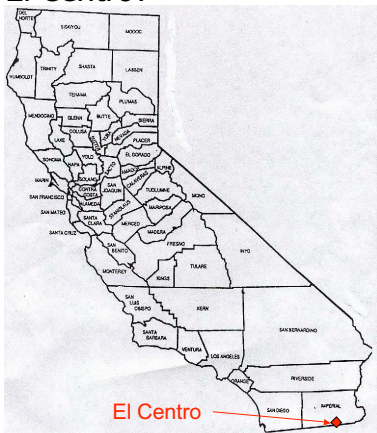 DEL
NORTE
SISKIYOU
MODOC
HUMBOLDT
TRINITY
SHASTA
LASSEN
TEHAMA
PLUMAS
MENDOCINO
GLENN
BUTTE
SIERRA
COLUSA
YUBA
NEVADA
LAKE
PLACER
SONOMA
NAPA
YOLO
EL DORADO
ALPINE
AMADOR
SOLANO
CALAVERAS
MARIN
CONTRA
COSTA
SAN
JOAQUIN
TUOLUMNE
MONO
SAN FRANCISCO
ALAMEDA
STANISLAUS
MARIPOSA
SAN MATEO
SANTA
CLARA
MERCED
MADERA
SANTA CRUZ
SAN
BENITO
FRESNO
INYO
MONTEREY
KINGS
TULARE
SAN
LUIS
OBISPO
KERN
SAN BERNARDINO
SANTA
BARBARA
VENTURA
LOS ANGELES
ORANGE
RIVERSIDE
SAN DIEGO
IMPERIAL
El Centro